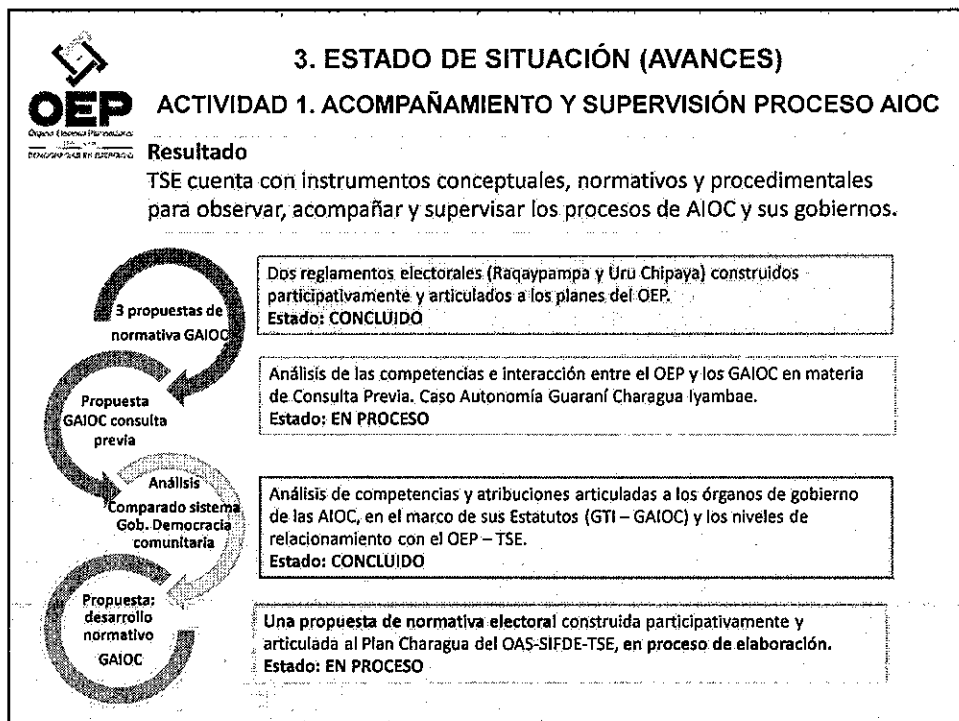 3. ESTADO DE SITUACIÓN (AVANCES)
OEP
ACTIVIDAD 1. ACOMPAÑAMIENTO Y SUPERVISIÓN PROCESO AIOC
Resultado
TSE cuenta con instrumentos conceptuales, normativos y procedimentales
para observar, acompañar y supervisar los procesos de AIOC y sus gobiernos.
3 propuestas de
normativa GAIOC
Dos reglamentos electorales (Raqaypampa y Uru Chipaya) construidos
participativamente y articulados a los planes del OEP.
Estado: CONCLUIDO
Propuesta
GAIOC consulta
previa
Análisis de las competencias e interacción entre el OEP y los GAIOC en materia
de Consulta Previa. Caso Autonomía Guaraní Charagua Iyambae.
Estado: EN PROCESO
Análisis
Comparado sistema
Gob. Democracia
comunitaria
Análisis de competencias y atribuciones articuladas a los órganos de gobierno
de las AIOC, en el marco de sus Estatutos (GTI – GAIOC) y los niveles de
relacionamiento con el OEP – TSE.
Estado: CONCLUIDO
Propuesta:
desarrollo
normativo
GAIOC
Una propuesta de normativa electoral construida participativamente y
articulada al Plan Charagua del OAS-SIFDE-TSE, en proceso de elaboración.
Estado: EN PROCESO